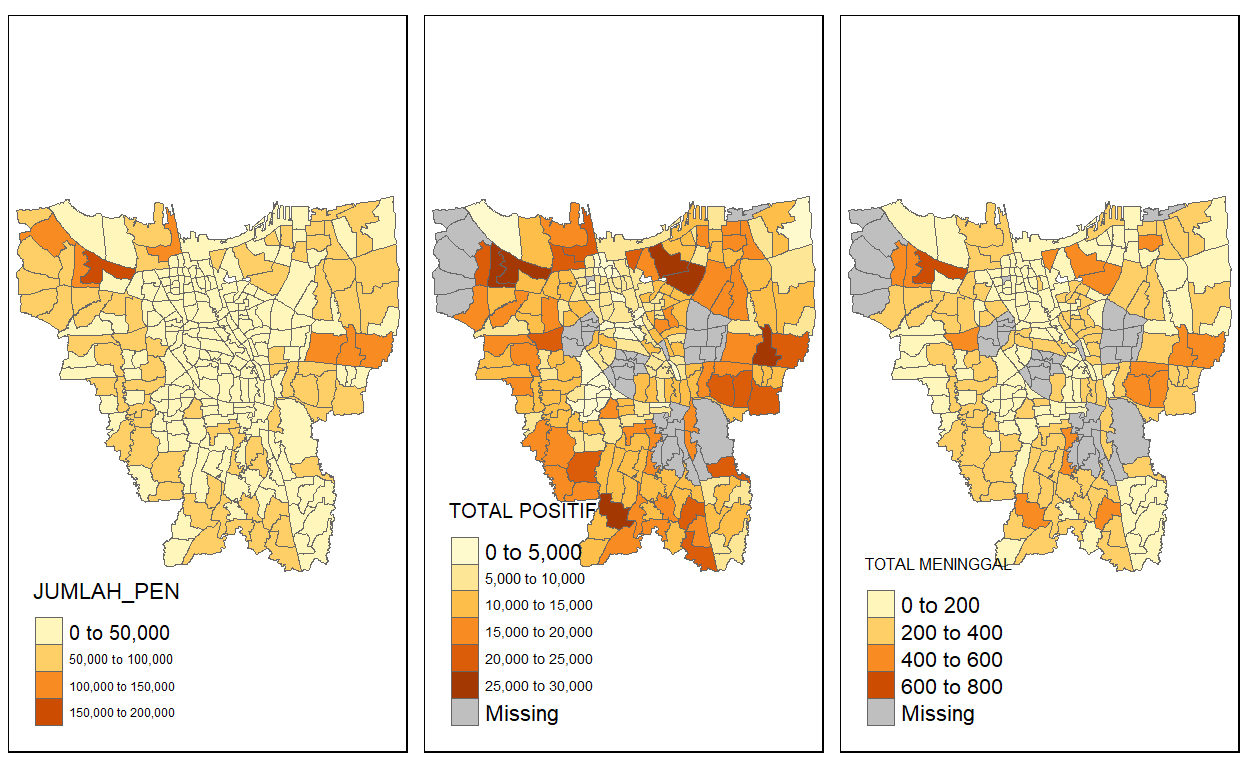 JUMLAH_PEN
0 to 50,000
50,000 to 100,000
100,000 to 150,000
150,000 to 200,000
TOTAL POSITIF
0 to 5,000
5,000 to 10,000
10,000 to 15,000
15,000 to 20,000
20,000 to 25,000
25,000 to 30,000
Missing
TOTAL MENINGGAL
0 to 200
200 to 400
400 to 600
600 to 800
Missing